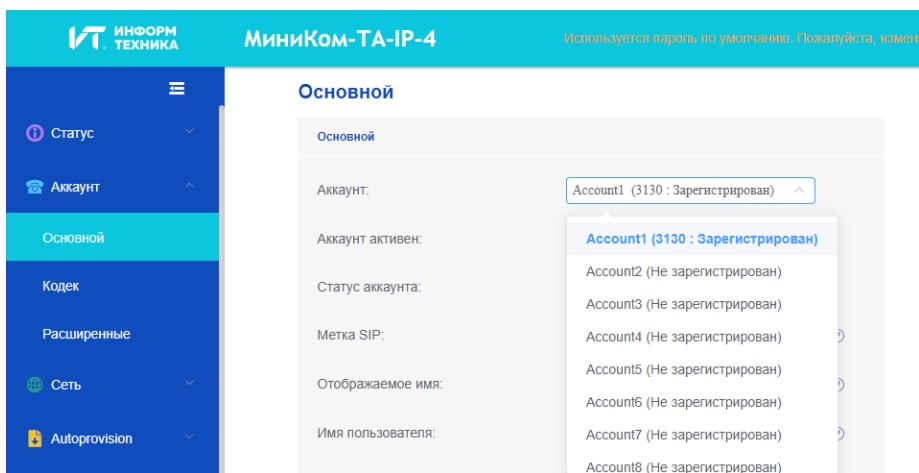 ИНФОРМ
ТЕХНИКА
МиниКом-TA-IP-4
Используется пароль по умолчанию. Пожалуйста, измен
Основной
Основной
Статус
Аккаунт
Основной
Кодек
Расширенные
Сеть
Autoprovision
Аккаунт:
Account1 (3130 : Зарегистрирован)
Аккаунт активен:
Статус аккаунта:
Метка SIP:
Отображаемое имя:
Имя пользователя:
Account1 (3130 : Зарегистрирован)
Account2 (Не зарегистрирован)
Account3 (Не зарегистрирован)
Account4 (Не зарегистрирован)
Account5 (Не зарегистрирован)
Account6 (Не зарегистрирован)
Account7 (Не зарегистрирован)
Account8 (Не зарегистрирован)